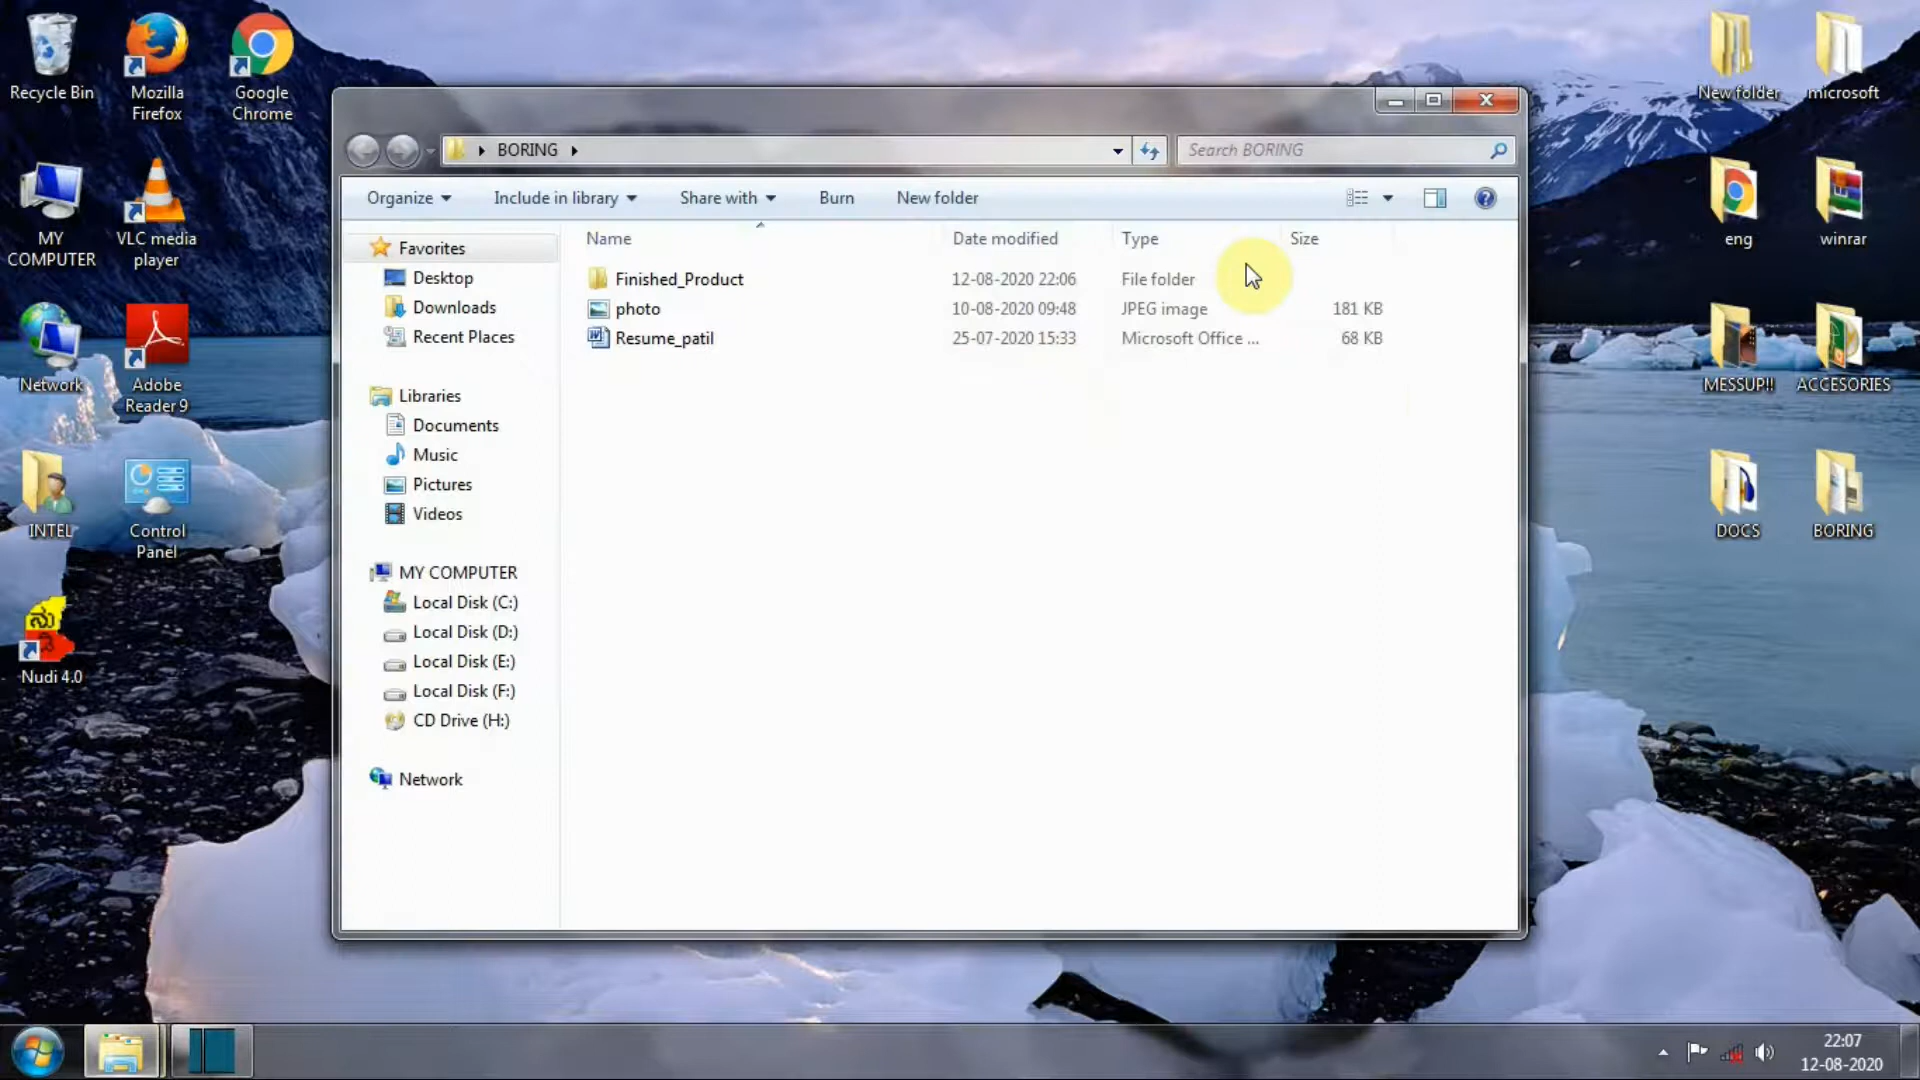 Recycle Bin
Mozilla
Firefox
Google
Chrome
MY
COMPUTER
VLC media
player
Network
Adobe
Reader 9
INTEL
Control
Panel
ನು
ಡಿ
Nudi 4.0
BORING
Search BORING
Organize
Include in library
Share with
Burn
New folder
Favorites
Desktop
Downloads
Recent Places
Libraries
Documents
Music
Pictures
Videos
MY COMPUTER
Local Disk (C:)
Local Disk (D:)
Local Disk (E:)
Local Disk (F:)
CD Drive (H:)
Network
Name Date modified Type Size
Finished_Product 12-08-2020 22:06 File folder
photo 10-08-2020 09:48 JPEG image 181 KB
Resume_patil 25-07-2020 15:33 Microsoft Office ... 68 KB
New folder
microsoft
eng
winrar
MESSUP!!
ACCESORIES
DOCS
BORING
22:07
12-08-2020